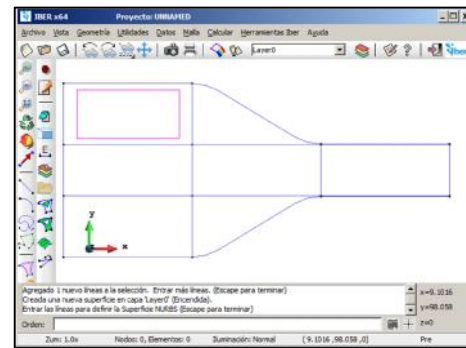 IBER x64 Proyecto: UNNAMED
Archivo Vista Geometría Utilidades Datos Malla Calcular Herramientas Iber Ayuda
Layer0
Iber
y
x
Agregado 1 nuevo líneas a la selección. Entrar más líneas. (Escape para terminar)
Creada una nueva superficie en capa 'Layer0' (Encendida).
Entrar las líneas para definir la Superficie NURBS (Escape para terminar)
x=9.1016
y=98.058
z=0
Orden:
Zum: 1.0x Nodos: 0, Elementos: 0 Iluminación: Normal (9.1016 ,98.058 ,0) Pre